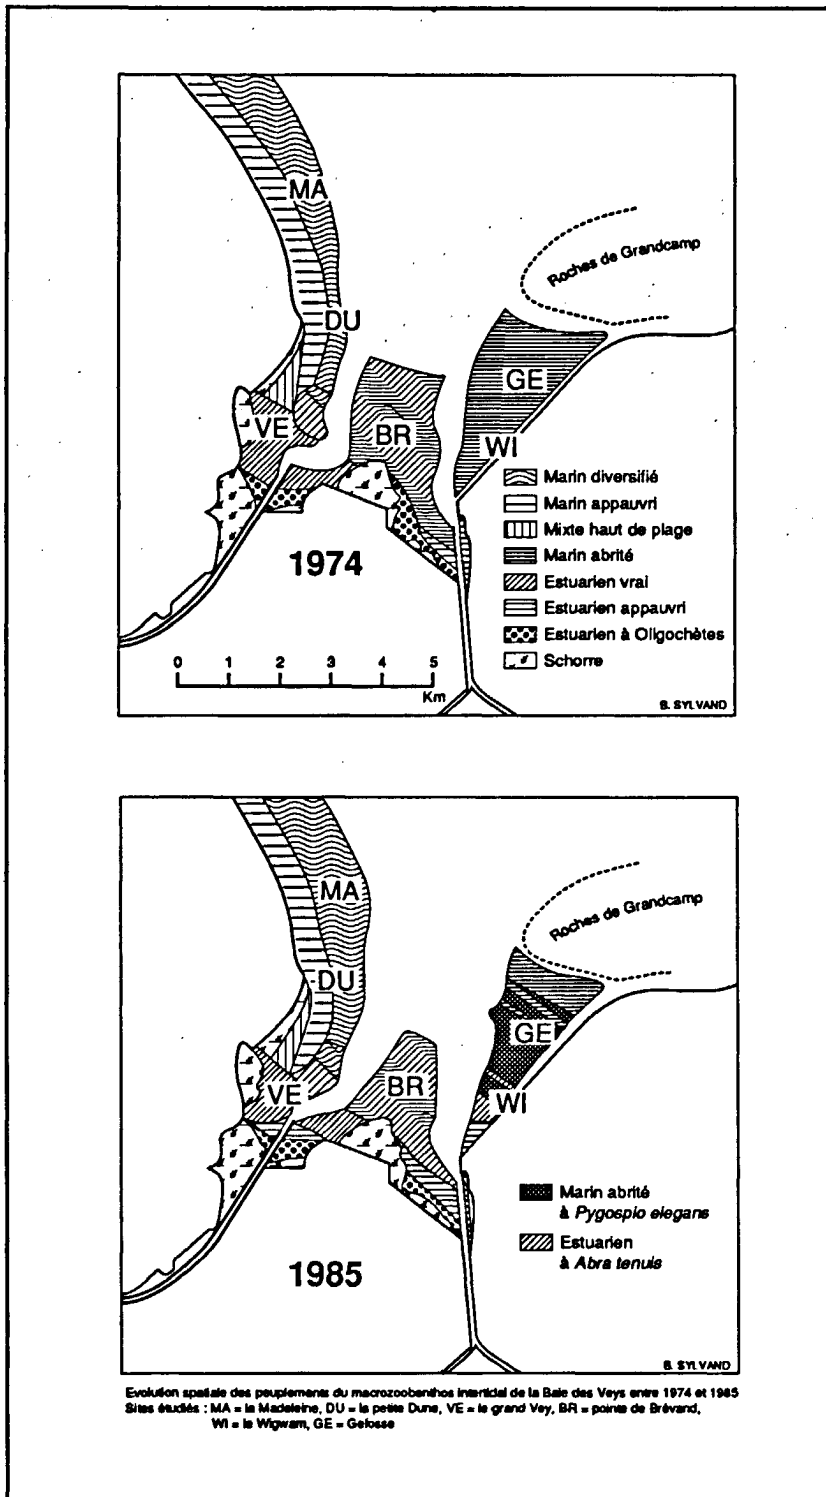 MA
Roches de Grandcamp
DU
GE
VE
BR
WI
Marin diversifié
Marin appauvri
Mixte haut de plage
Marin abrité
1974
Estuarien vrai
Estuarien appauvri
Estuarien à Oligochètes
Schorre
0 1 2 3 4 5
Km
B. SYLVAND
MA
Roches de Grandcamp
DU
GE
VE
BR
WI
Marin abrité
à Pygospio elegans
Estuarien
à Abra tenuis
1985
B. SYLVAND
Evolution spatiale des peuplements du macrozoobenthos intertidal de la Baie des Veys entre 1974 et 1985
Sites étudiés : MA = la Madeleine, DU = la petite Dune, VE = le grand Vey, BR = pointe de Brévand,
WI = le Wigwam, GE = Gefosse